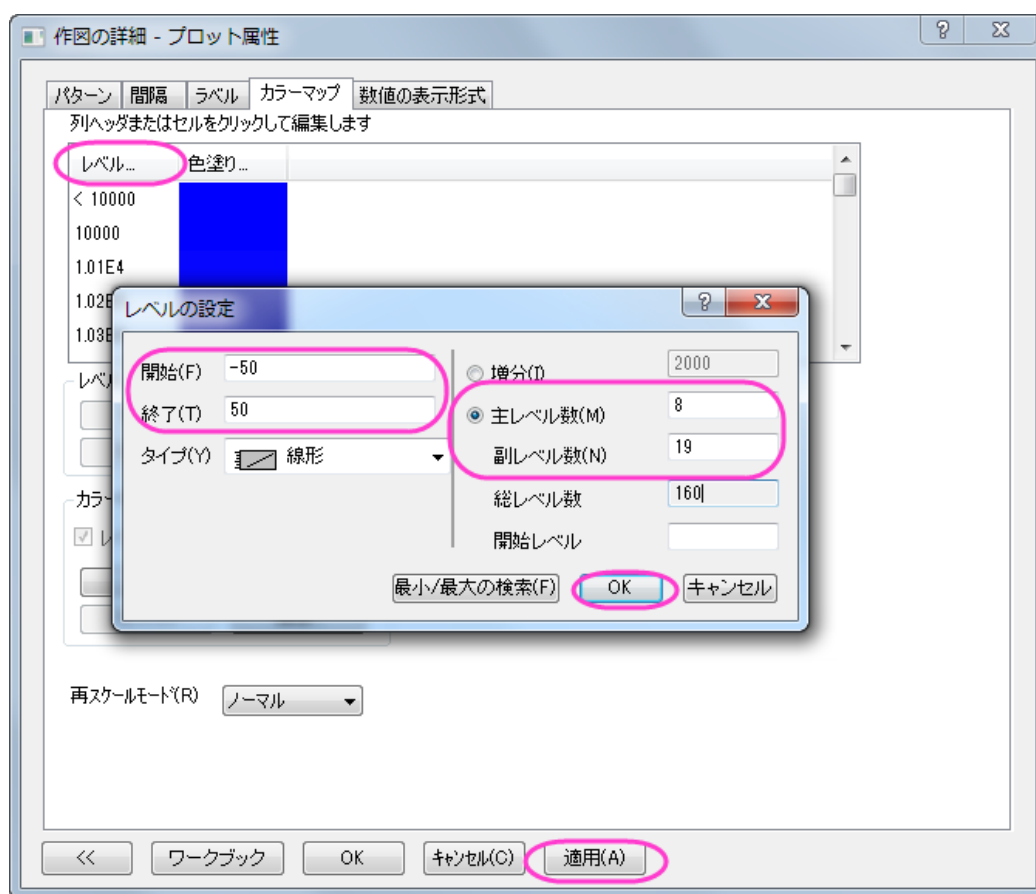 作図の詳細 - プロット属性
パターン 間隔 ラベル カラーマップ 数値の表示形式
列ヘッダまたはセルをクリックして編集します
レベル... 色塗り...
< 10000
10000
1.01E4
レベルの設定
開始(F) -50
終了(T) 50
タイプ(Y) 線形
増分(I) 2000
主レベル数(M) 8
副レベル数(N) 19
総レベル数 160
開始レベル
最小/最大の検索(F) OK キャンセル
再スケールモード(R) ノーマル
<< ワークブック OK キャンセル(C) 適用(A)